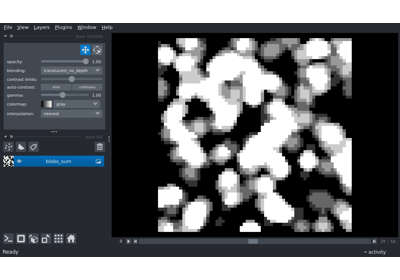 File View Layers Plugins Window Help
opacity: 1.00
blending: translucent_no_depth
contrast limits:
auto-contrast: once continuous
gamma: 1.00
colormap: gray
interpolation: nearest
blobs_sum
Ready
activity